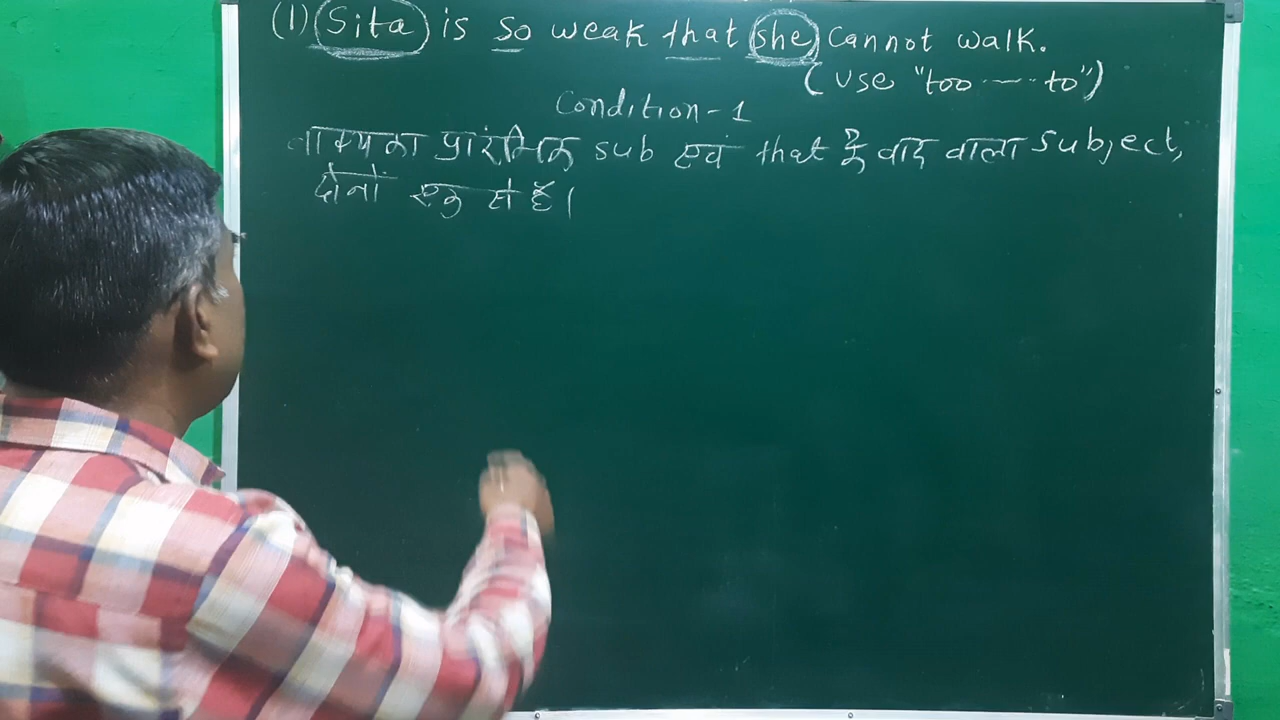 (1) Sita is so weak that she cannot walk.
(use "too ---- to")
Condition-1
वाक्य का प्रारंभिक sub एवं that के बाद वाला subject,
दोनों एक से हैं।